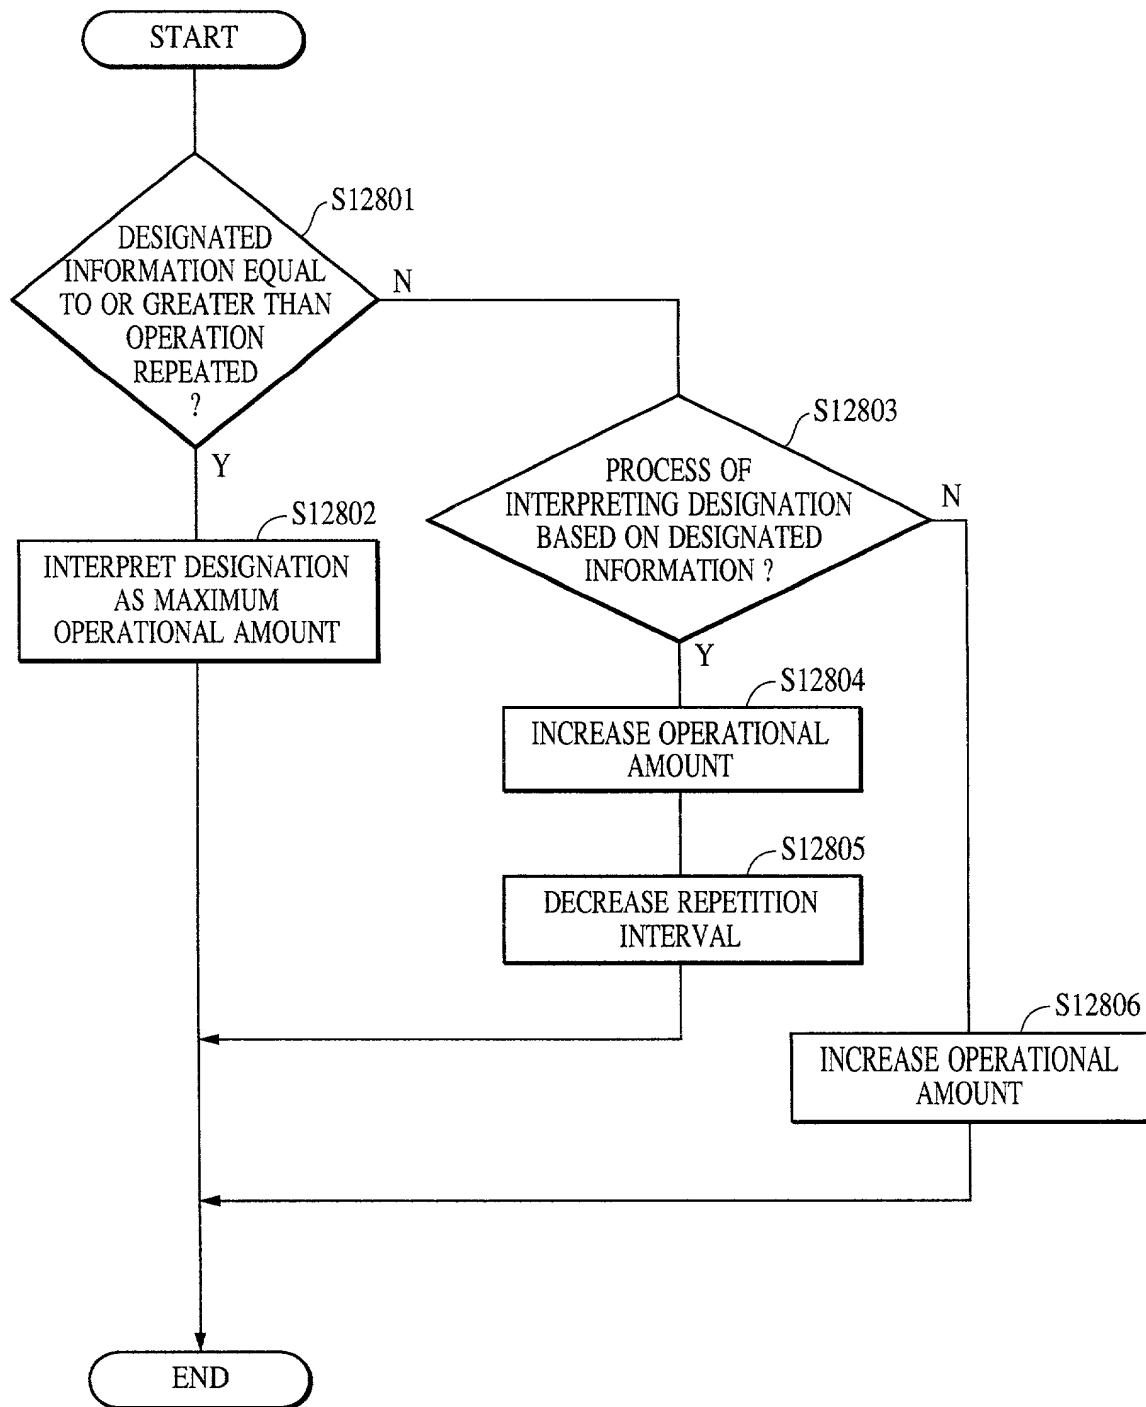 START
S12801
DESIGNATED
INFORMATION EQUAL
TO OR GREATER THAN
OPERATION
REPEATED
?
N
Y
S12802
INTERPRET DESIGNATION
AS MAXIMUM
OPERATIONAL AMOUNT
S12803
PROCESS OF
INTERPRETING DESIGNATION
BASED ON DESIGNATED
INFORMATION ?
N
Y
S12804
INCREASE OPERATIONAL
AMOUNT
S12805
DECREASE REPETITION
INTERVAL
S12806
INCREASE OPERATIONAL
AMOUNT
END